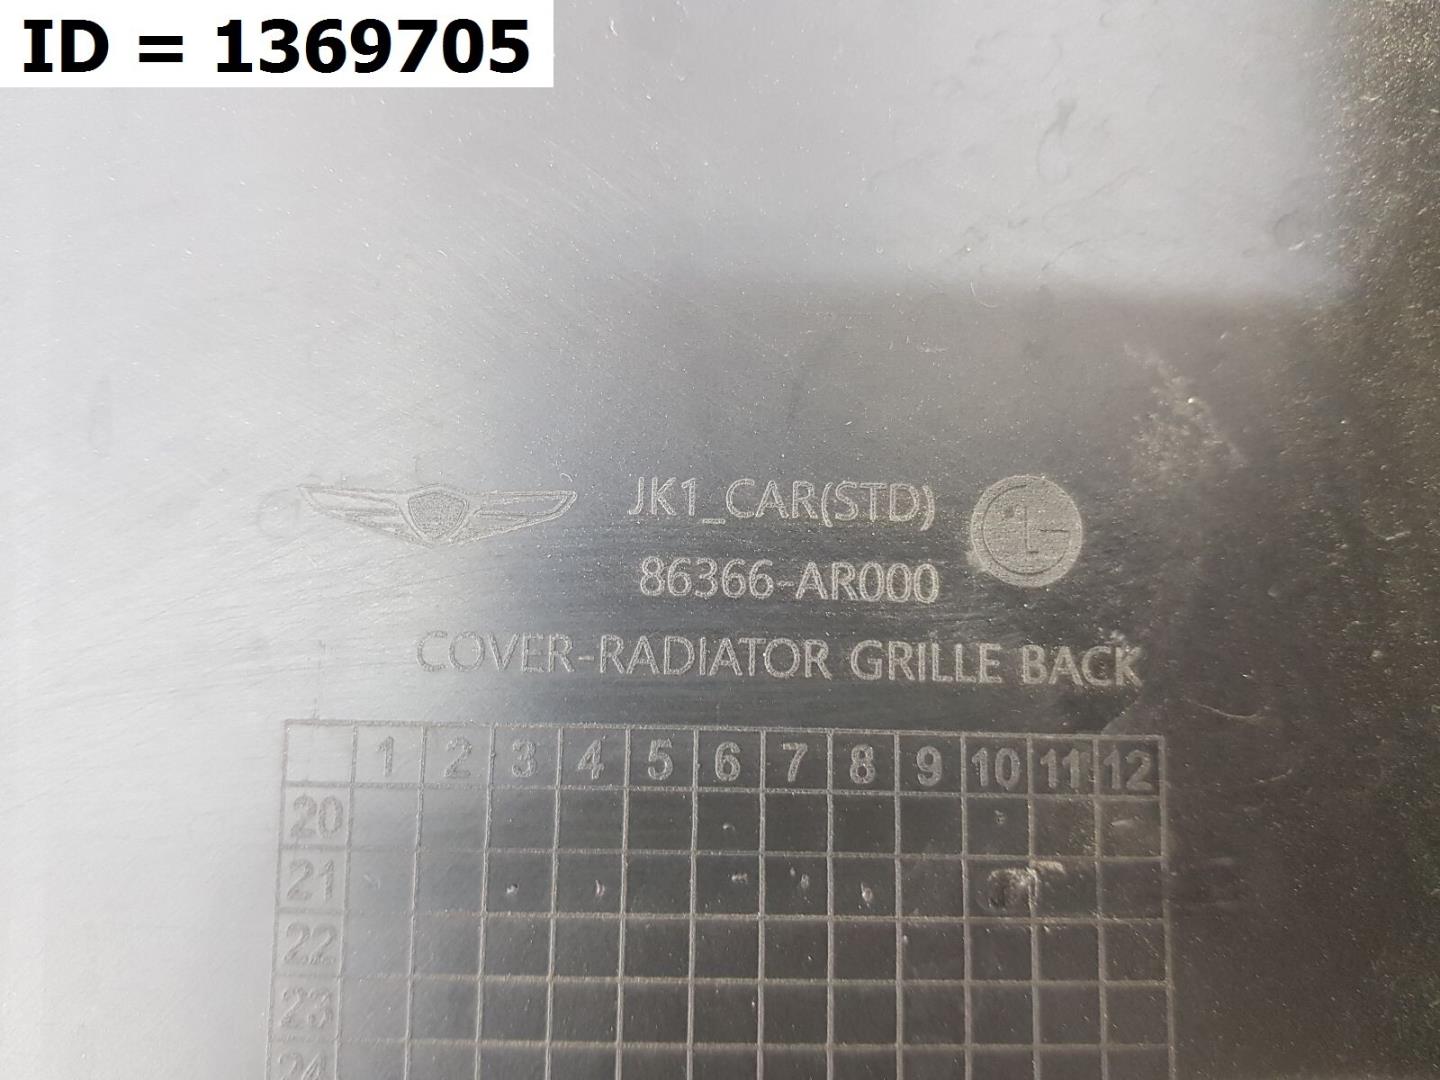 ID = 1369705
JK1_CAR(STD)
86366-AR000
COVER-RADIATOR GRILLE BACK
1 2 3 4 5 6 7 8 9 10 11 12
20
21
22
23
24